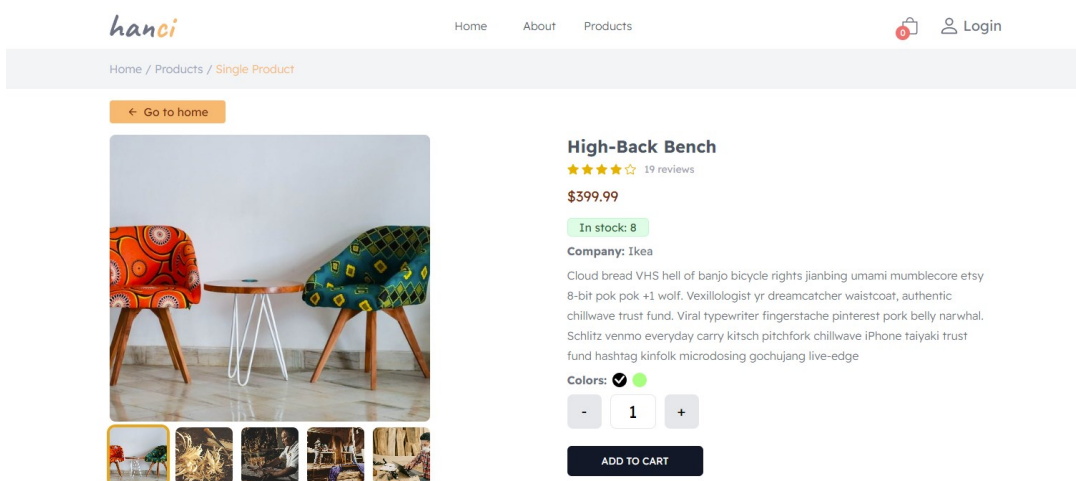 hanci
Home About Products
0
Login
Home / Products / Single Product
← Go to home
High-Back Bench
19 reviews
$399.99
In stock: 8
Company: Ikea
Cloud bread VHS hell of banjo bicycle rights jianbing umami mumblecore etsy
8-bit pok pok +1 wolf. Vexillologist yr dreamcatcher waistcoat, authentic
chillwave trust fund. Viral typewriter fingerstache pinterest pork belly narwhal.
Schlitz venmo everyday carry kitsch pitchfork chillwave iPhone taiyaki trust
fund hashtag kinfolk microdosing gochujang live-edge
Colors:
- 1 +
ADD TO CART